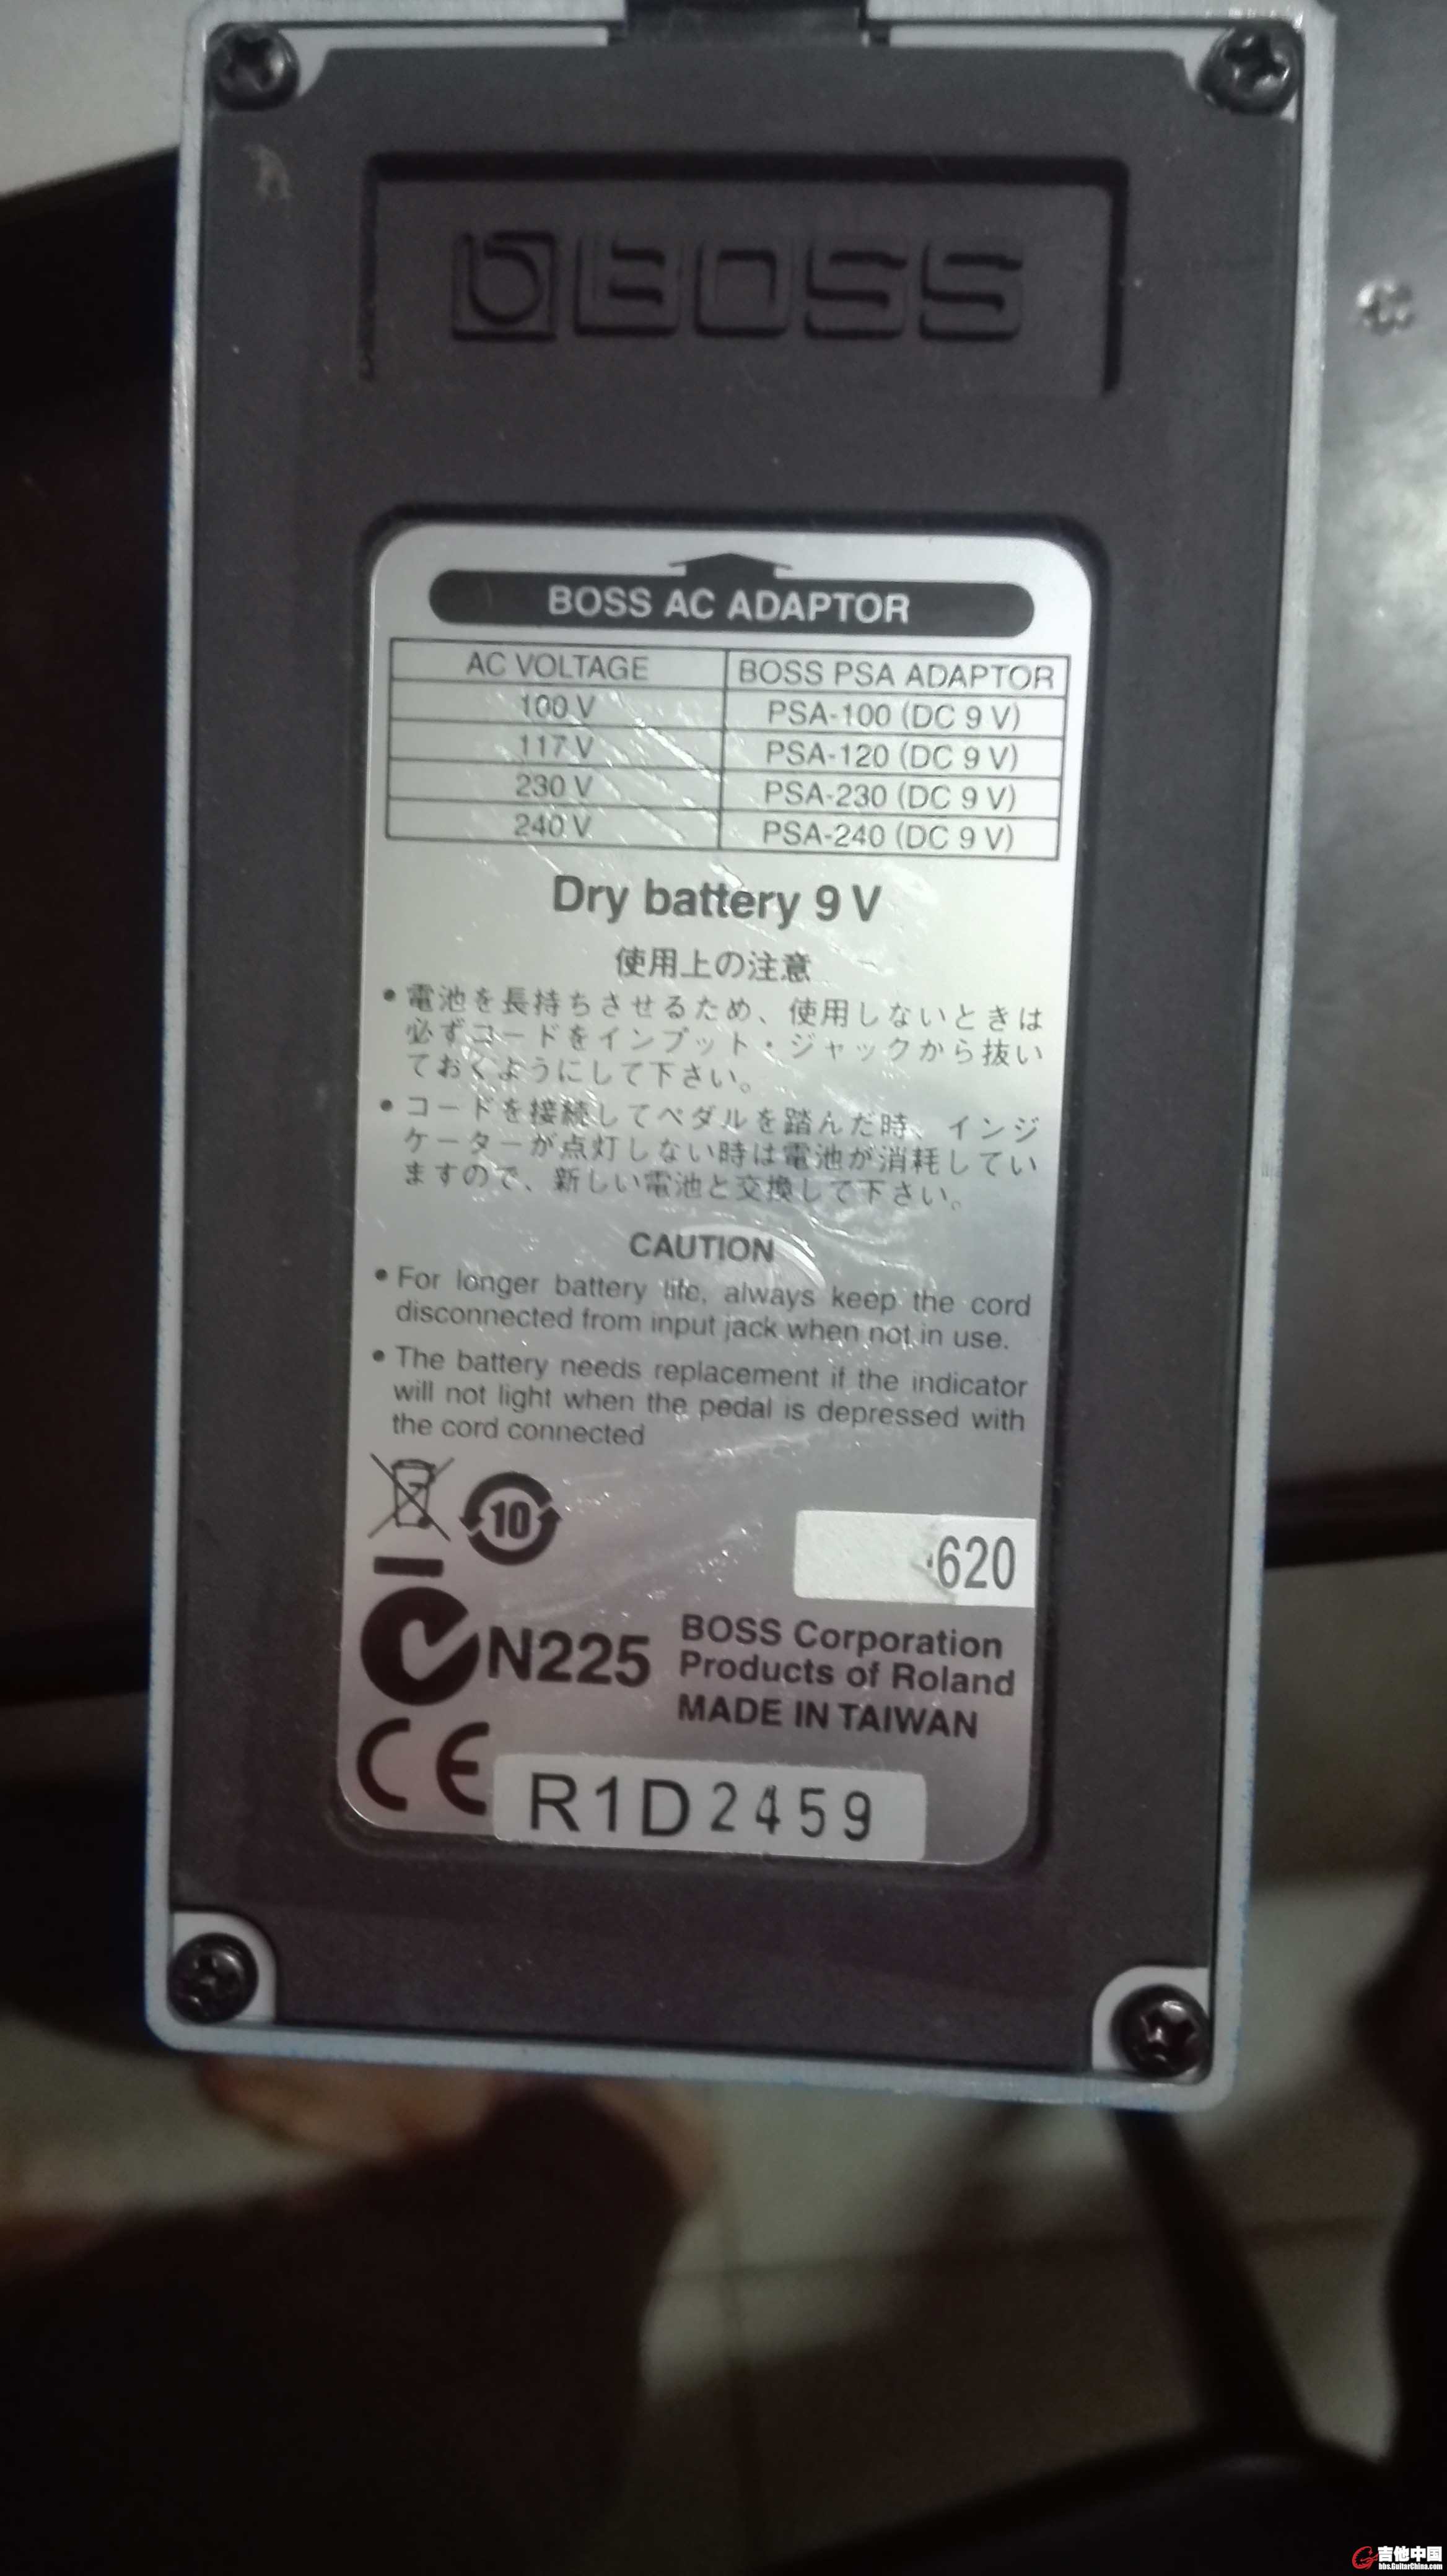 BOSS
BOSS AC ADAPTOR
AC VOLTAGE BOSS PSA ADAPTOR
100 V PSA-100 (DC 9 V)
117 V PSA-120 (DC 9 V)
230 V PSA-230 (DC 9 V)
240 V PSA-240 (DC 9 V)
Dry battery 9 V
使用上の注意
• 電池を長持ちさせるため、使用しないときは
必ずコードをインプット・ジャックから抜い
ておくようにして下さい。
• コードを接続してペダルを踏んだ時、インジ
ケーターが点灯しない時は電池が消耗してい
ますので、新しい電池と交換して下さい。
CAUTION
• For longer battery life, always keep the cord
disconnected from input jack when not in use.
• The battery needs replacement if the indicator
will not light when the pedal is depressed with
the cord connected
10
620
N225
BOSS Corporation
Products of Roland
MADE IN TAIWAN
CE
R1D2459
吉他中国
bbs.GuitarChina.com